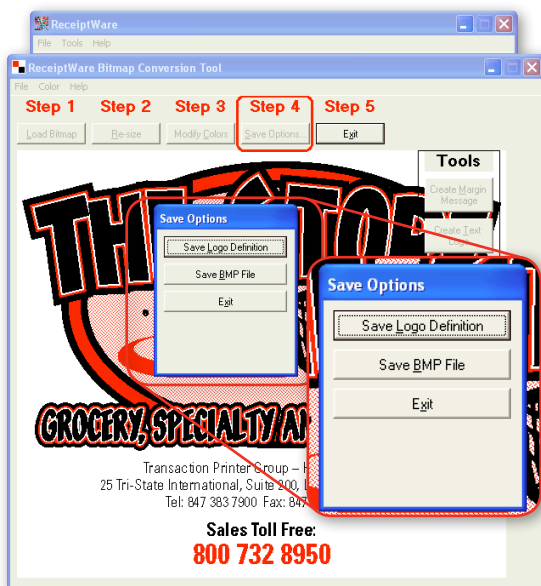 ReceiptWare
File Tools Help
ReceiptWare Bitmap Conversion Tool
File Color Help
Step 1 Step 2 Step 3 Step 4 Step 5
Load Bitmap Re-size Modify Colors Save Options... Exit
Tools
Create Margin
Message
Create Text
Save Options
Save Logo Definition
Save BMP File
Exit
Save Options
Save Logo Definition
Save BMP File
Exit
GROCERY, SPECIALTY
Transaction Printer Group –
25 Tri-State International, Suite 200,
Tel: 847 383 7900 Fax: 847
Sales Toll Free:
800 732 8950